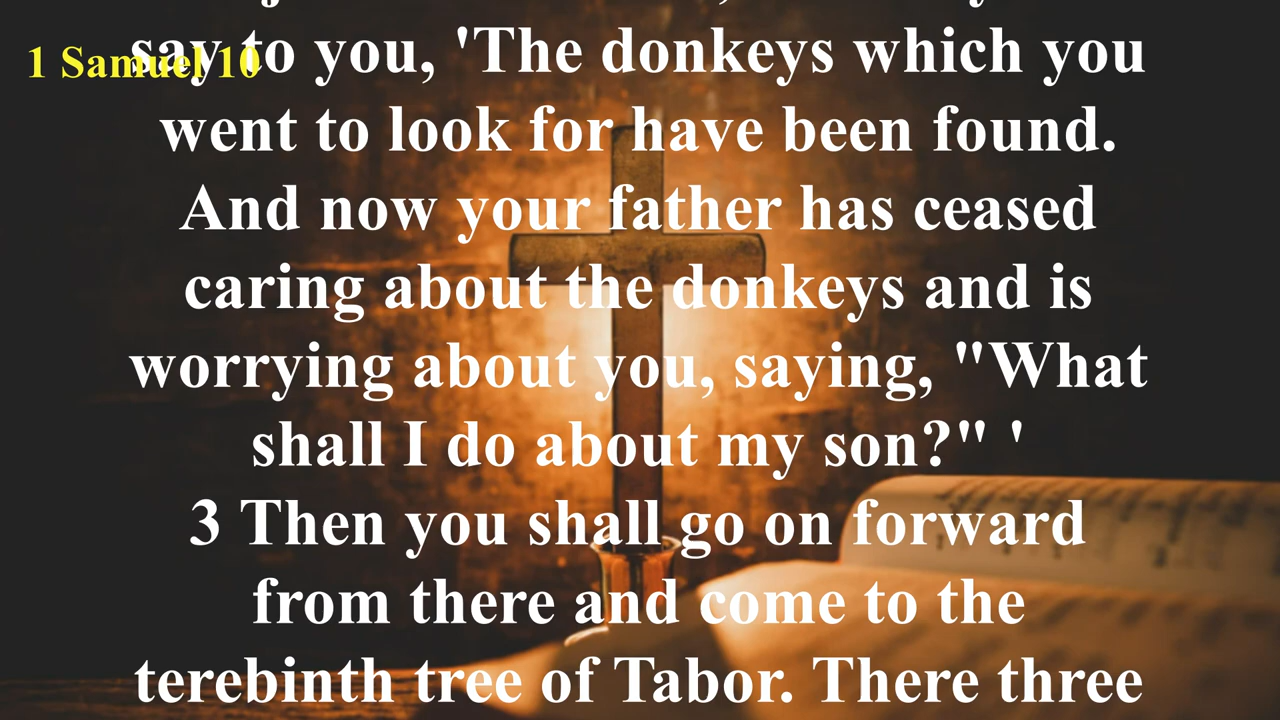 1 Samuel 10
say to you, 'The donkeys which you
went to look for have been found.
And now your father has ceased
caring about the donkeys and is
worrying about you, saying, "What
shall I do about my son?" '
3 Then you shall go on forward
from there and come to the
terebinth tree of Tabor. There three